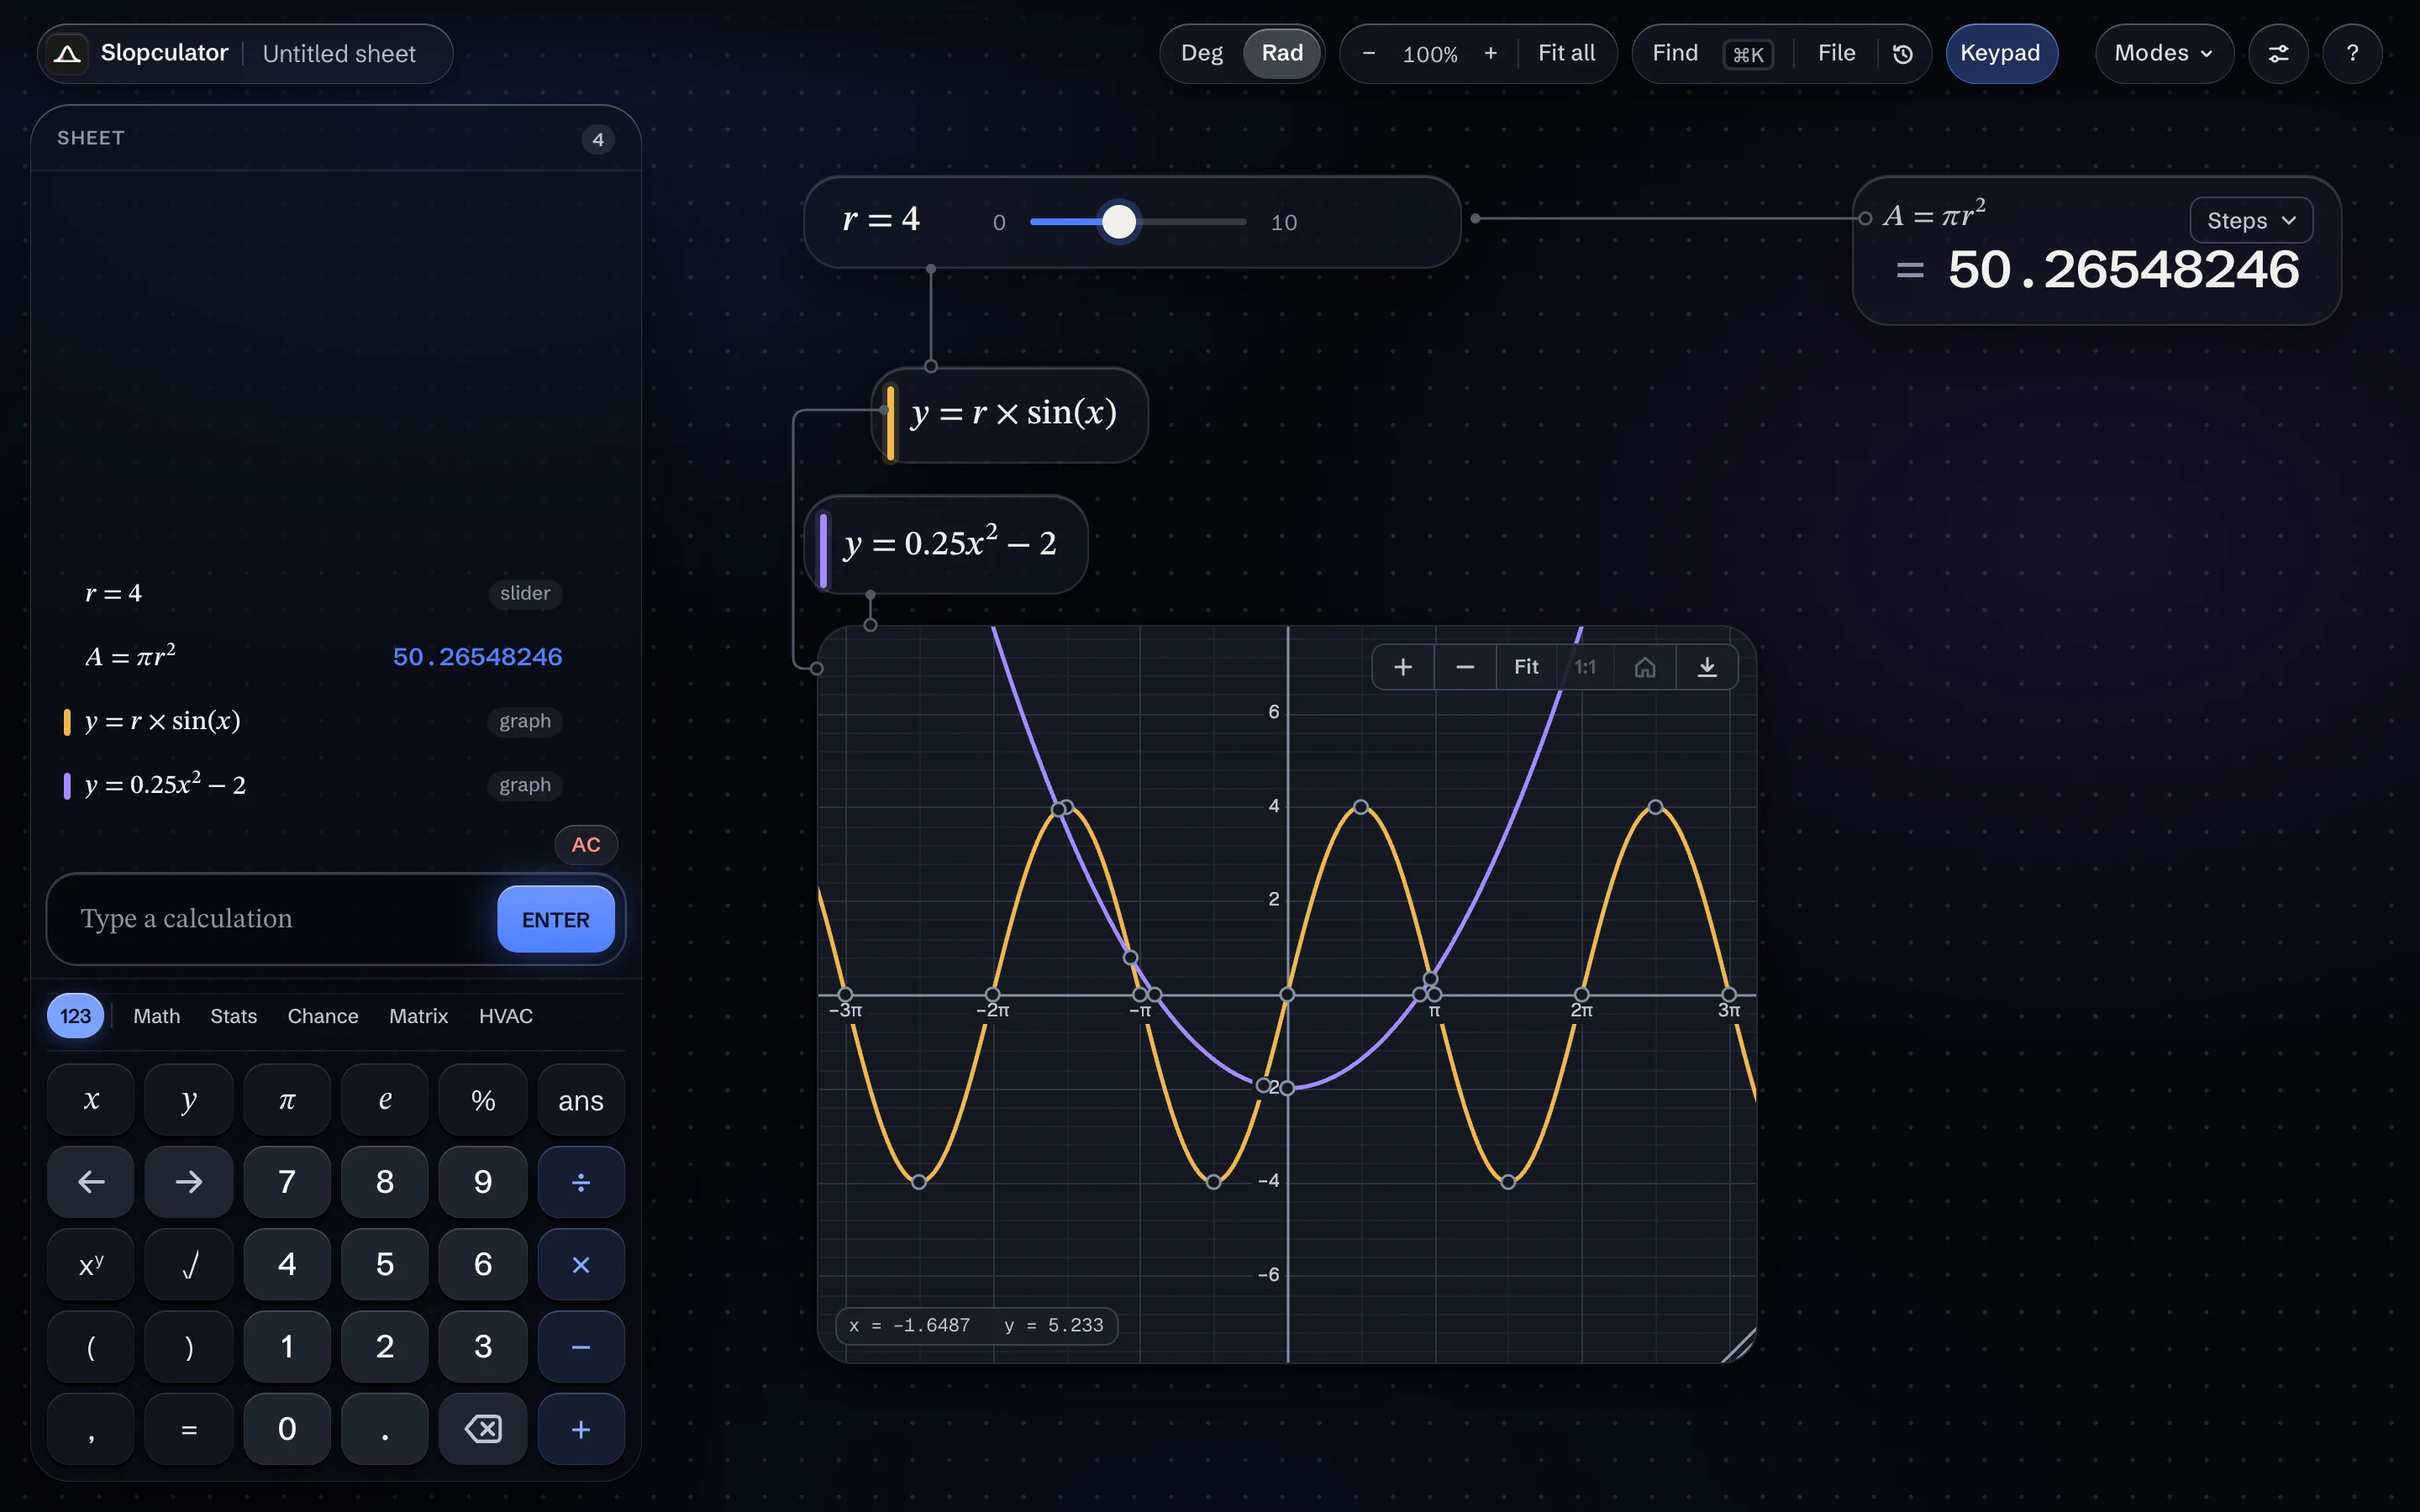 Slopculator Untitled sheet
Deg Rad − 100% + Fit all Find ⌘K File Keypad Modes ?
SHEET 4
r = 4 0 10
A = πr² Steps
= 50.26548246
y = r × sin(x)
y = 0.25x² − 2
r = 4 slider
A = πr² 50.26548246
y = r × sin(x) graph
y = 0.25x² − 2 graph
AC
Type a calculation ENTER
123 Math Stats Chance Matrix HVAC
x y π e % ans
← → 7 8 9 ÷
xʸ √ 4 5 6 ×
( ) 1 2 3 −
, = 0 . +
+ − Fit 1:1
6
4
2
−3π −2π −π π 2π 3π
2
−4
−6
x = −1.6487 y = 5.233